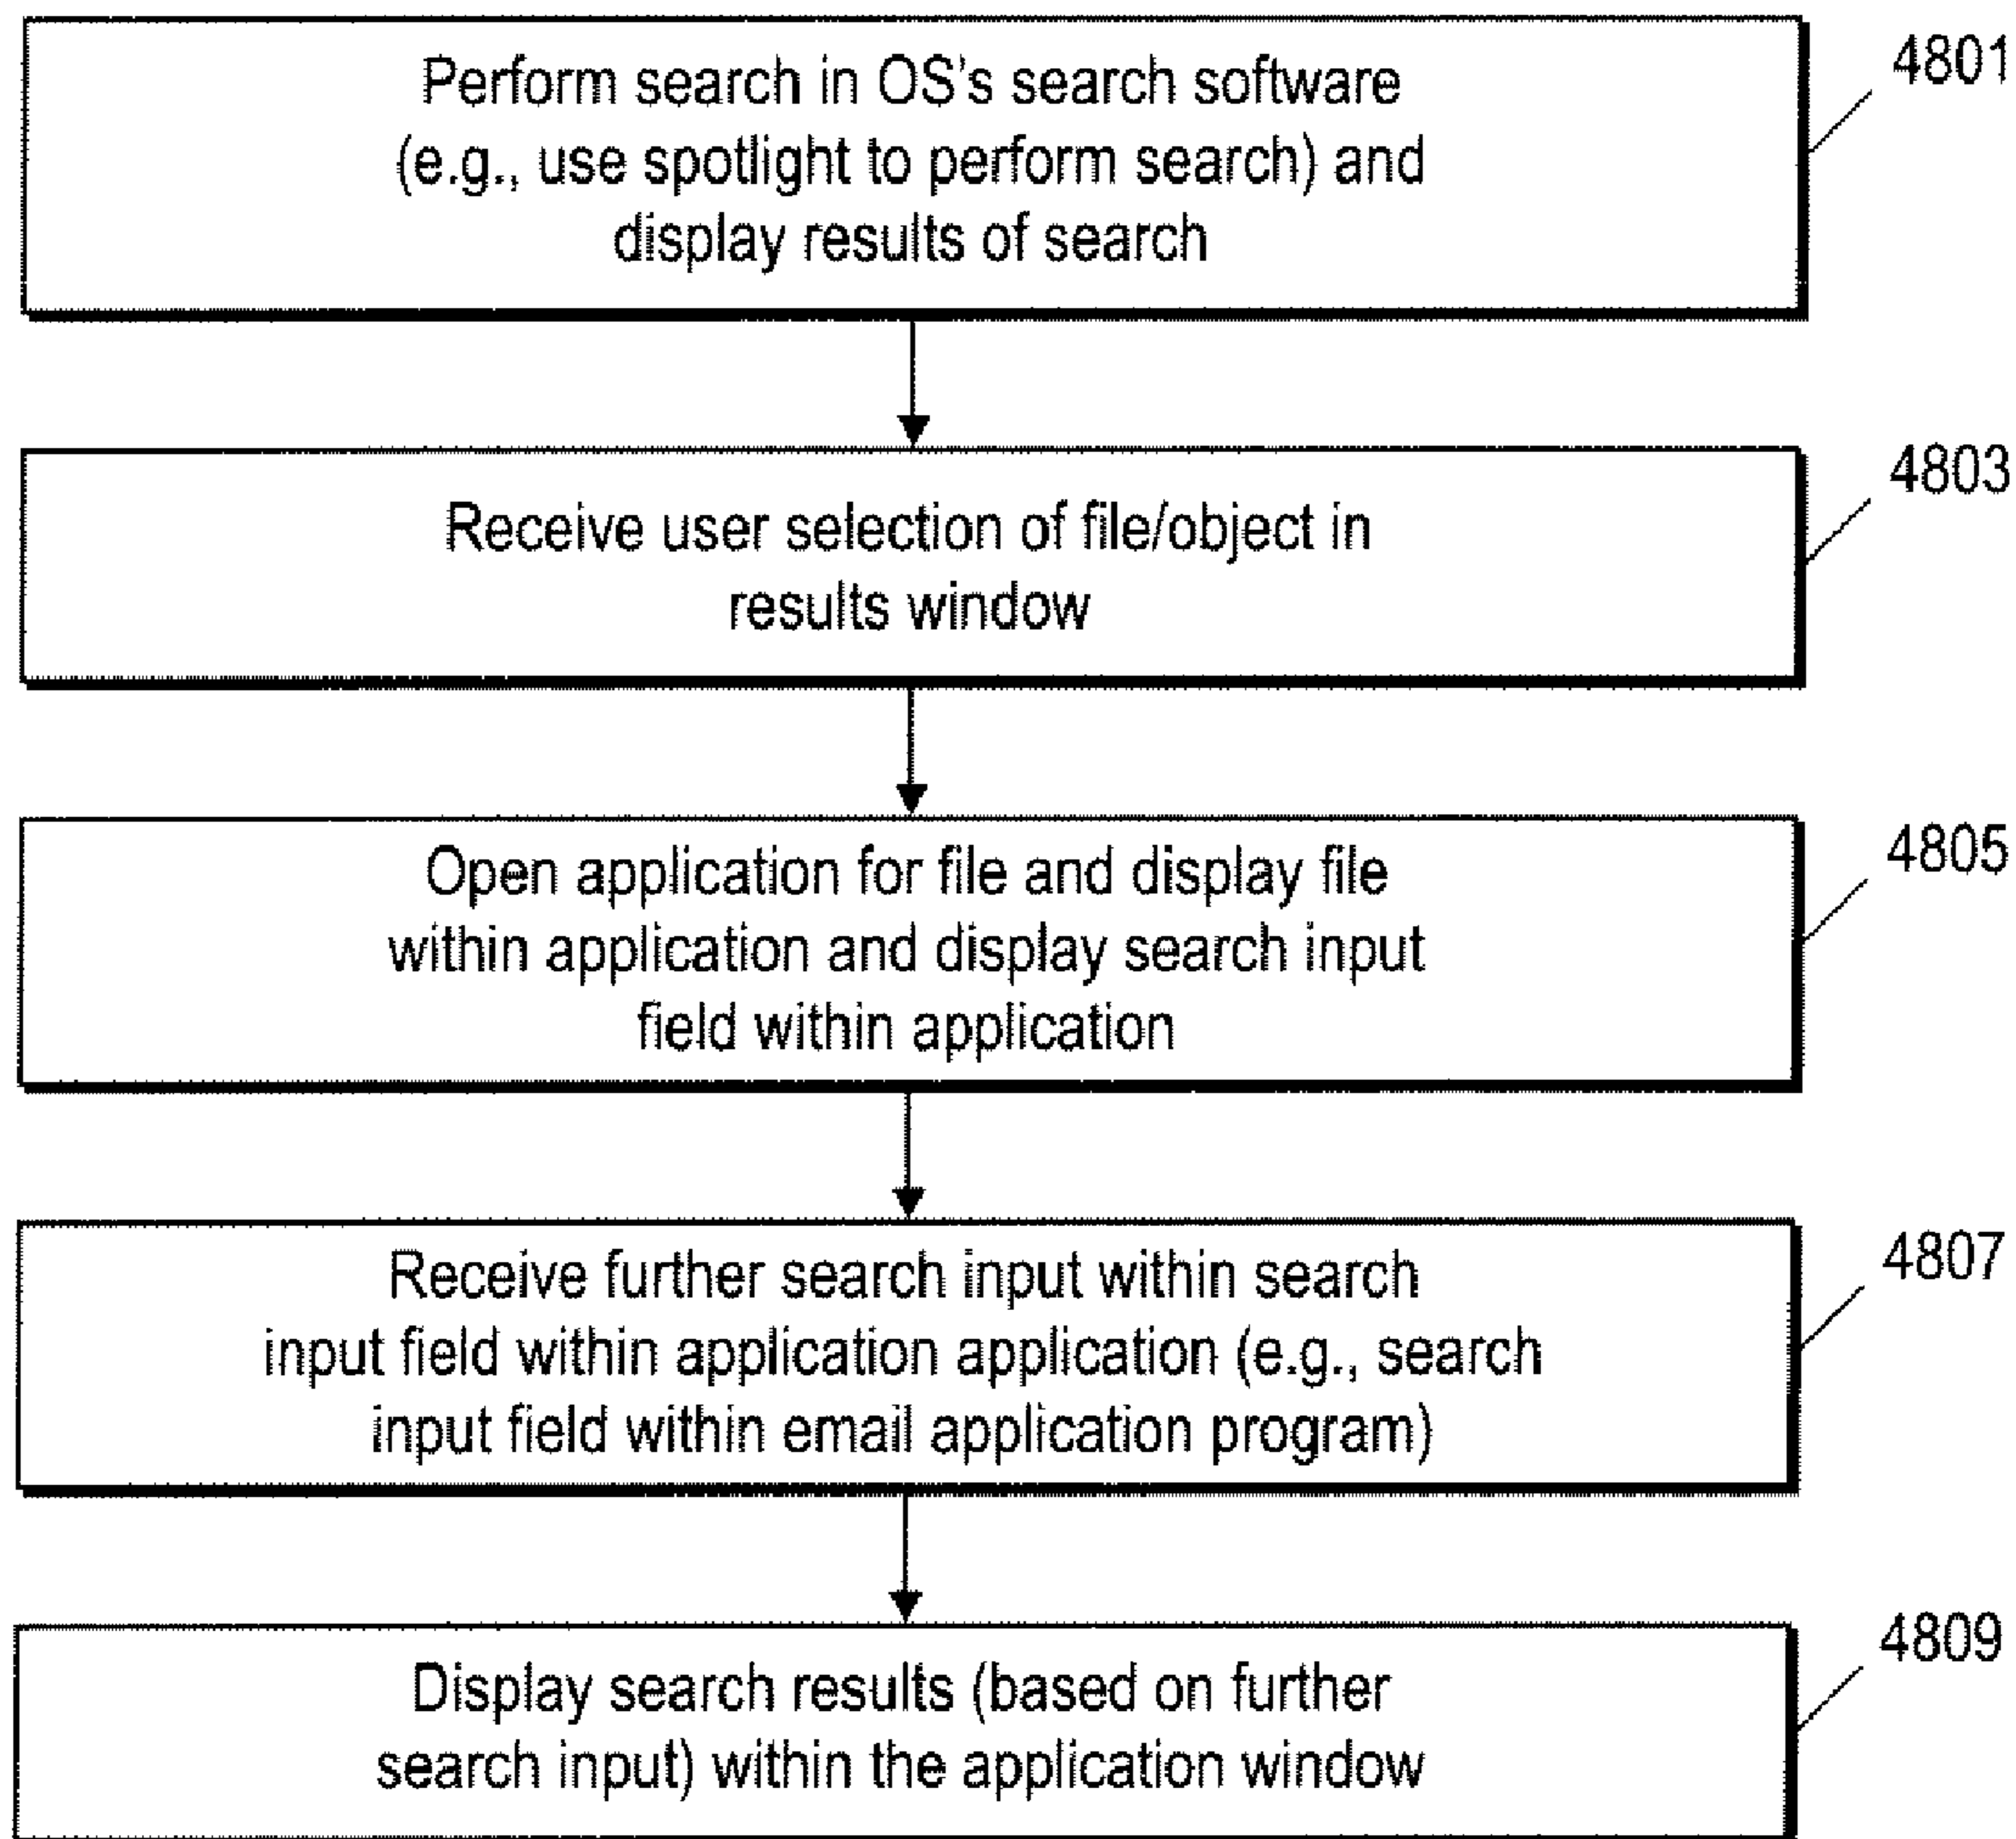 Perform search in OS's search software
(e.g., use spotlight to perform search) and
display results of search
4801
Receive user selection of file/object in
results window
4803
Open application for file and display file
within application and display search input
field within application
4805
Receive further search input within search
input field within application application (e.g., search
input field within email application program)
4807
Display search results (based on further
search input) within the application window
4809